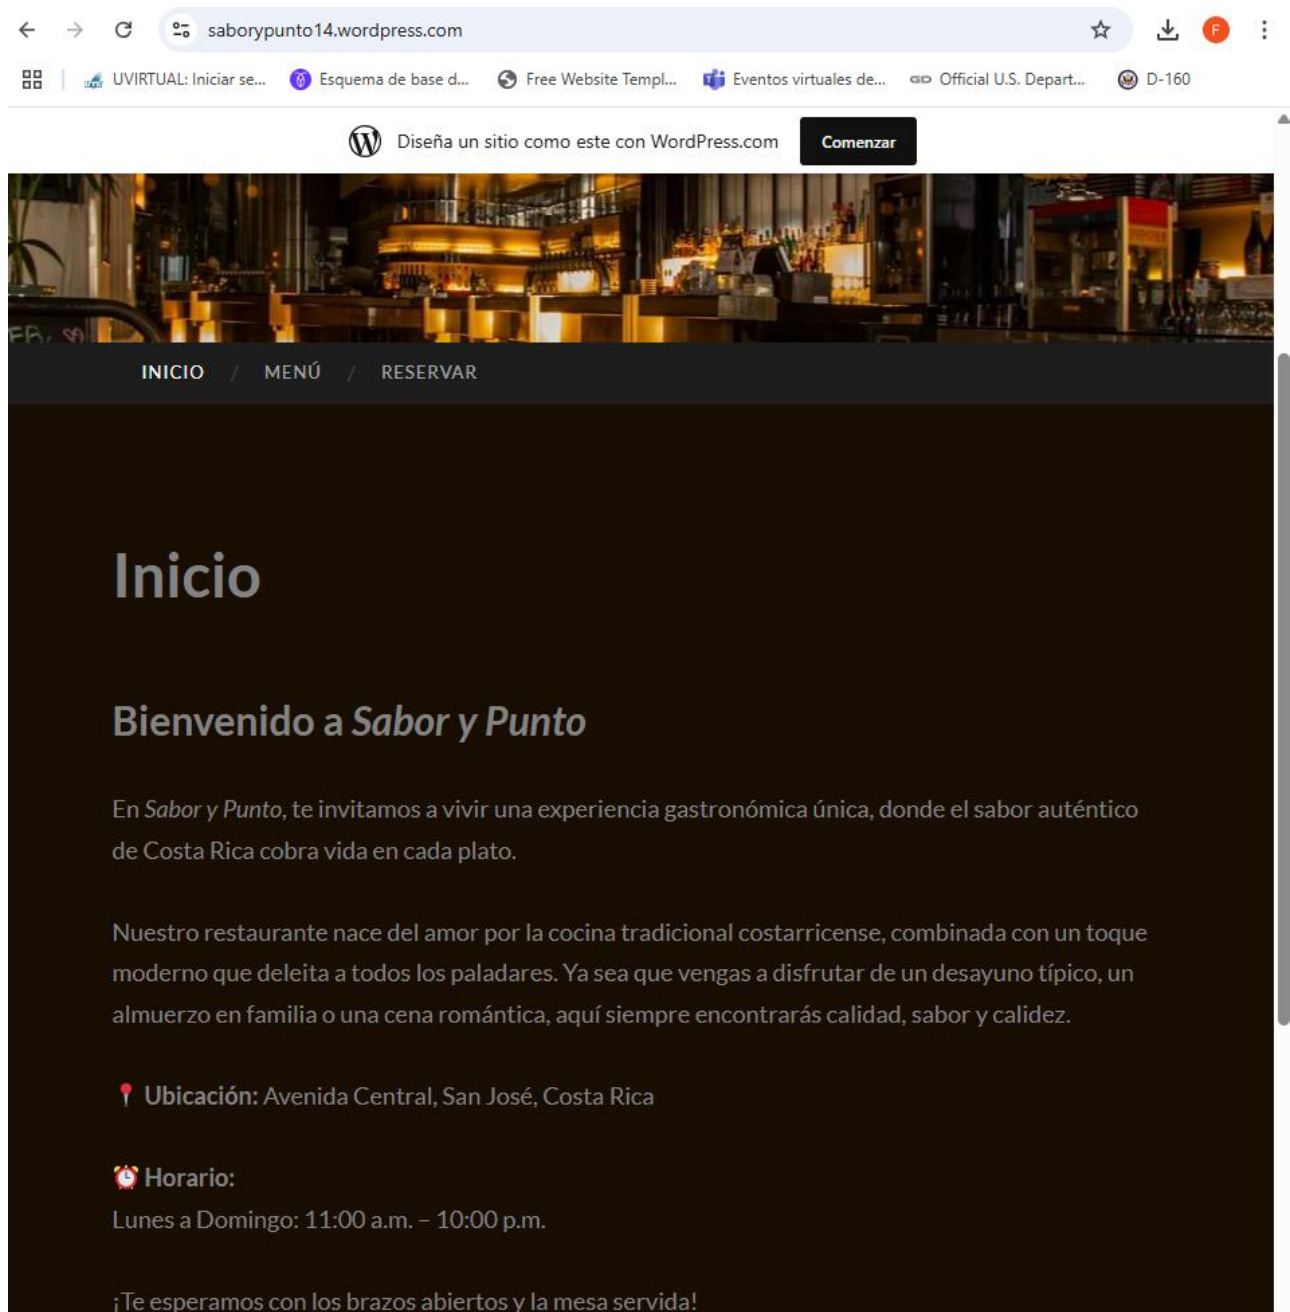 saborypunto14.wordpress.com
F
UVIRTUAL: Iniciar se...
Esquema de base d...
Free Website Templ...
Eventos virtuales de...
Official U.S. Depart...
D-160
Diseña un sitio como este con WordPress.com
Comenzar
INICIO / MENÚ / RESERVAR
Inicio
Bienvenido a Sabor y Punto
En Sabor y Punto, te invitamos a vivir una experiencia gastronómica única, donde el sabor auténtico
de Costa Rica cobra vida en cada plato.
Nuestro restaurante nace del amor por la cocina tradicional costarricense, combinada con un toque
moderno que deleita a todos los paladares. Ya sea que vengas a disfrutar de un desayuno típico, un
almuerzo en familia o una cena romántica, aquí siempre encontrarás calidad, sabor y calidez.
📍 Ubicación: Avenida Central, San José, Costa Rica
⏰ Horario:
Lunes a Domingo: 11:00 a.m. – 10:00 p.m.
¡Te esperamos con los brazos abiertos y la mesa servida!